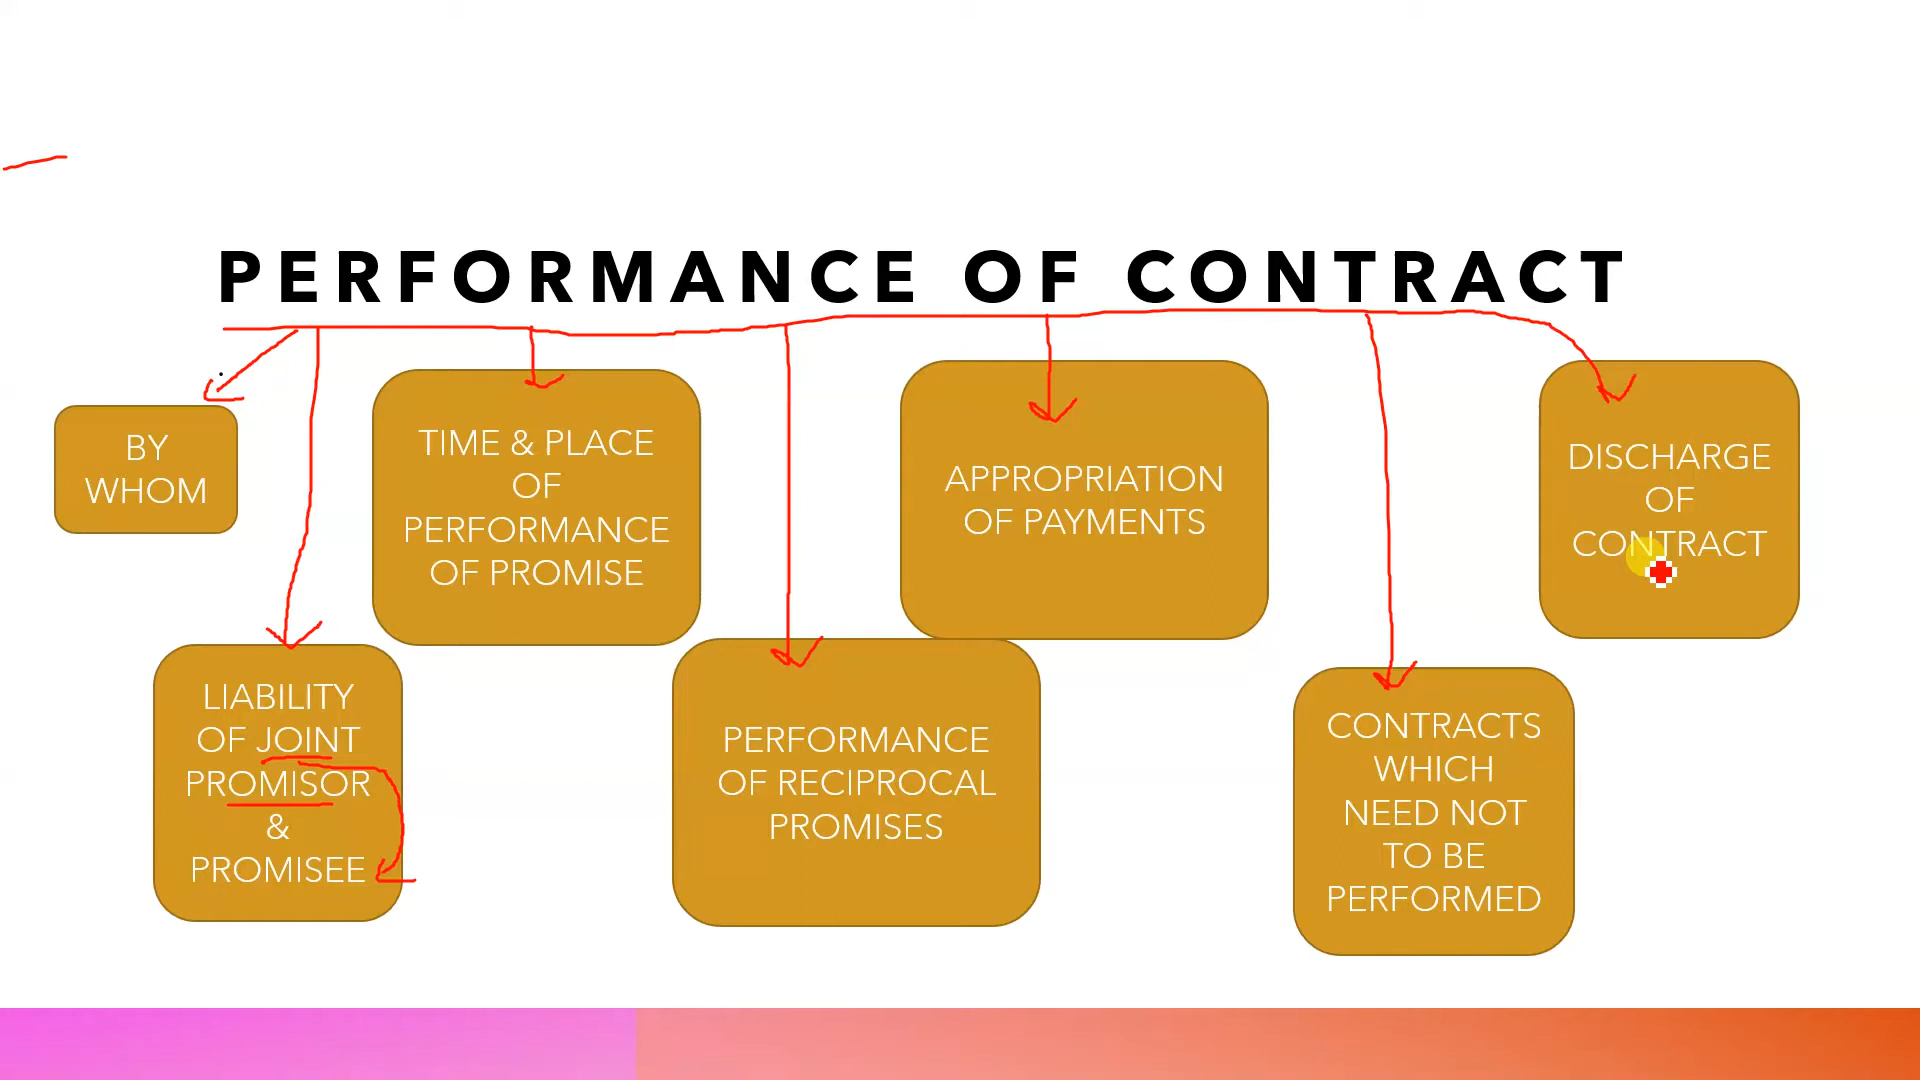 PERFORMANCE OF CONTRACT
BY
WHOM
LIABILITY
OF JOINT
PROMISOR
&
PROMISEE
TIME & PLACE
OF
PERFORMANCE
OF PROMISE
PERFORMANCE
OF RECIPROCAL
PROMISES
APPROPRIATION
OF PAYMENTS
CONTRACTS
WHICH
NEED NOT
TO BE
PERFORMED
DISCHARGE
OF
CONTRACT